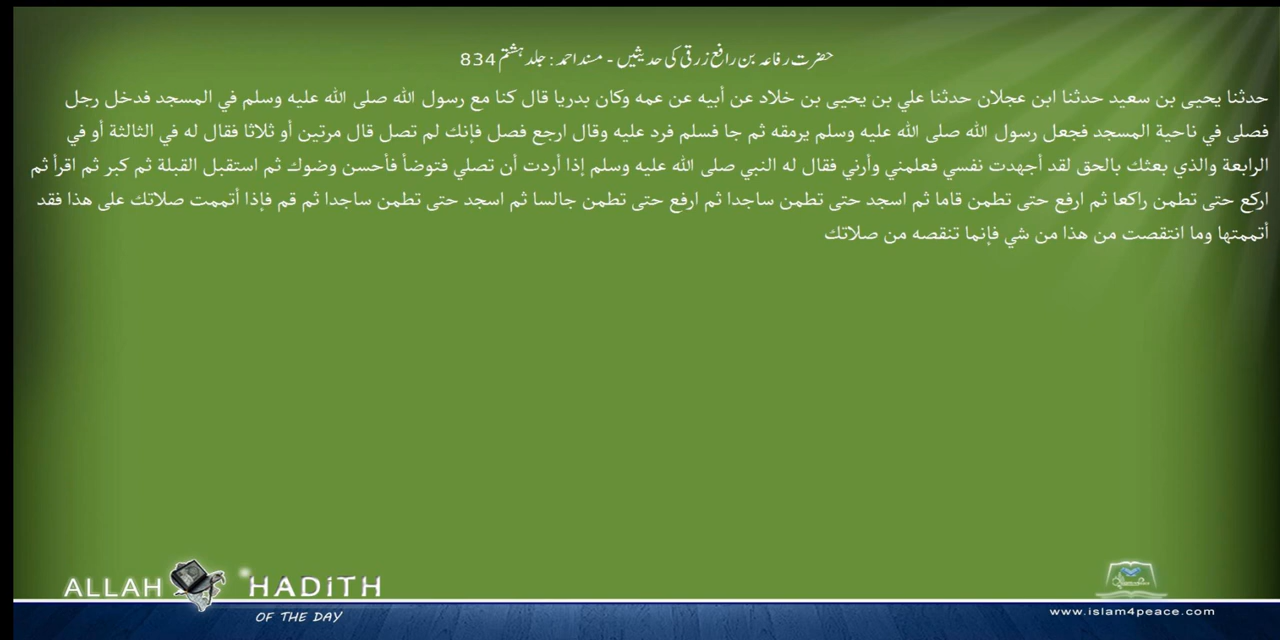 حضرت رفاعہ بن رافع زرقی کی حدیثیں - مسند احمد: جلد ہشتم 834
حدثنا يحيى بن سعيد حدثنا ابن عجلان حدثنا علي بن يحيى بن خلاد عن أبيه عن عمه وكان بدريا قال كنا مع رسول الله صلى الله عليه وسلم في المسجد فدخل رجل
فصلى في ناحية المسجد فجعل رسول الله صلى الله عليه وسلم يرمقه ثم جا فسلم فرد عليه وقال ارجع فصل فإنك لم تصل قال مرتين أو ثلاثا فقال له في الثالثة أو في
الرابعة والذي بعثك بالحق لقد أجهدت نفسي فعلمني وأرني فقال له النبي صلى الله عليه وسلم إذا أردت أن تصلي فتوضأ فأحسن وضوك ثم استقبل القبلة ثم كبر ثم اقرأ ثم
اركع حتى تطمن راكعا ثم ارفع حتى تطمن قاما ثم اسجد حتى تطمن ساجدا ثم ارفع حتى تطمن جالسا ثم اسجد حتى تطمن ساجدا ثم قم فإذا أتممت صلاتك على هذا فقد
أتممتها وما انتقصت من هذا من شي فإنما تنقصه من صلاتك
ALLAH HADITH
OF THE DAY
www.islam4peace.com